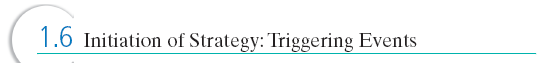 1.6 Initiation of Strategy: Triggering Events